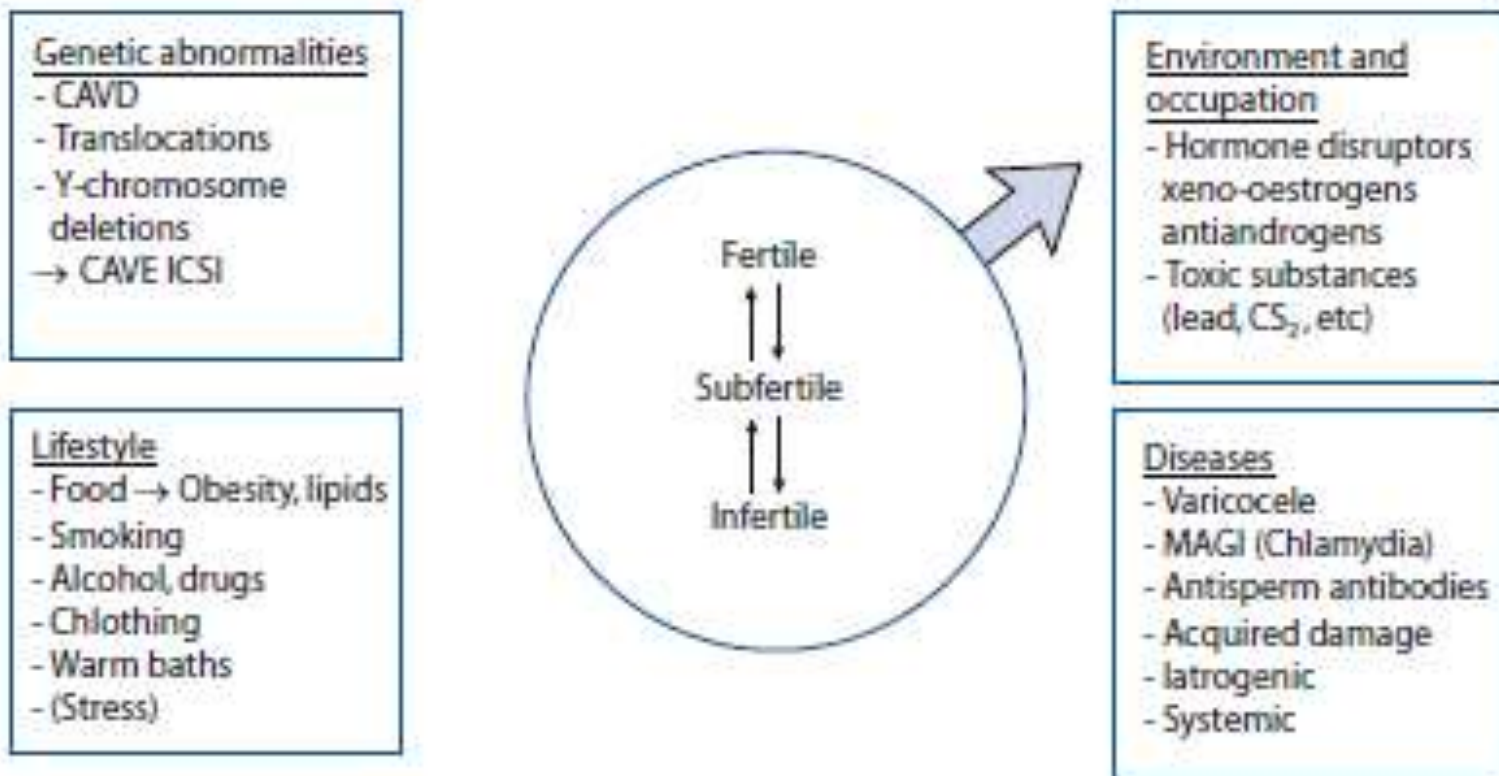 Genetic abnormalities
- CAVD
- Translocations
- Y-chromosome
deletions
→ CAVE ICSI
Lifestyle
- Food → Obesity, lipids
- Smoking
- Alcohol, drugs
- Chlothing
- Warm baths
- (Stress)
Fertile
Subfertile
Infertile
Environment and
occupation
- Hormone disruptors
xeno-oestrogens
antiandrogens
- Toxic substances
(lead, CS₂, etc)
Diseases
- Varicocele
- MAGI (Chlamydia)
- Antisperm antibodies
- Acquired damage
- Iatrogenic
- Systemic